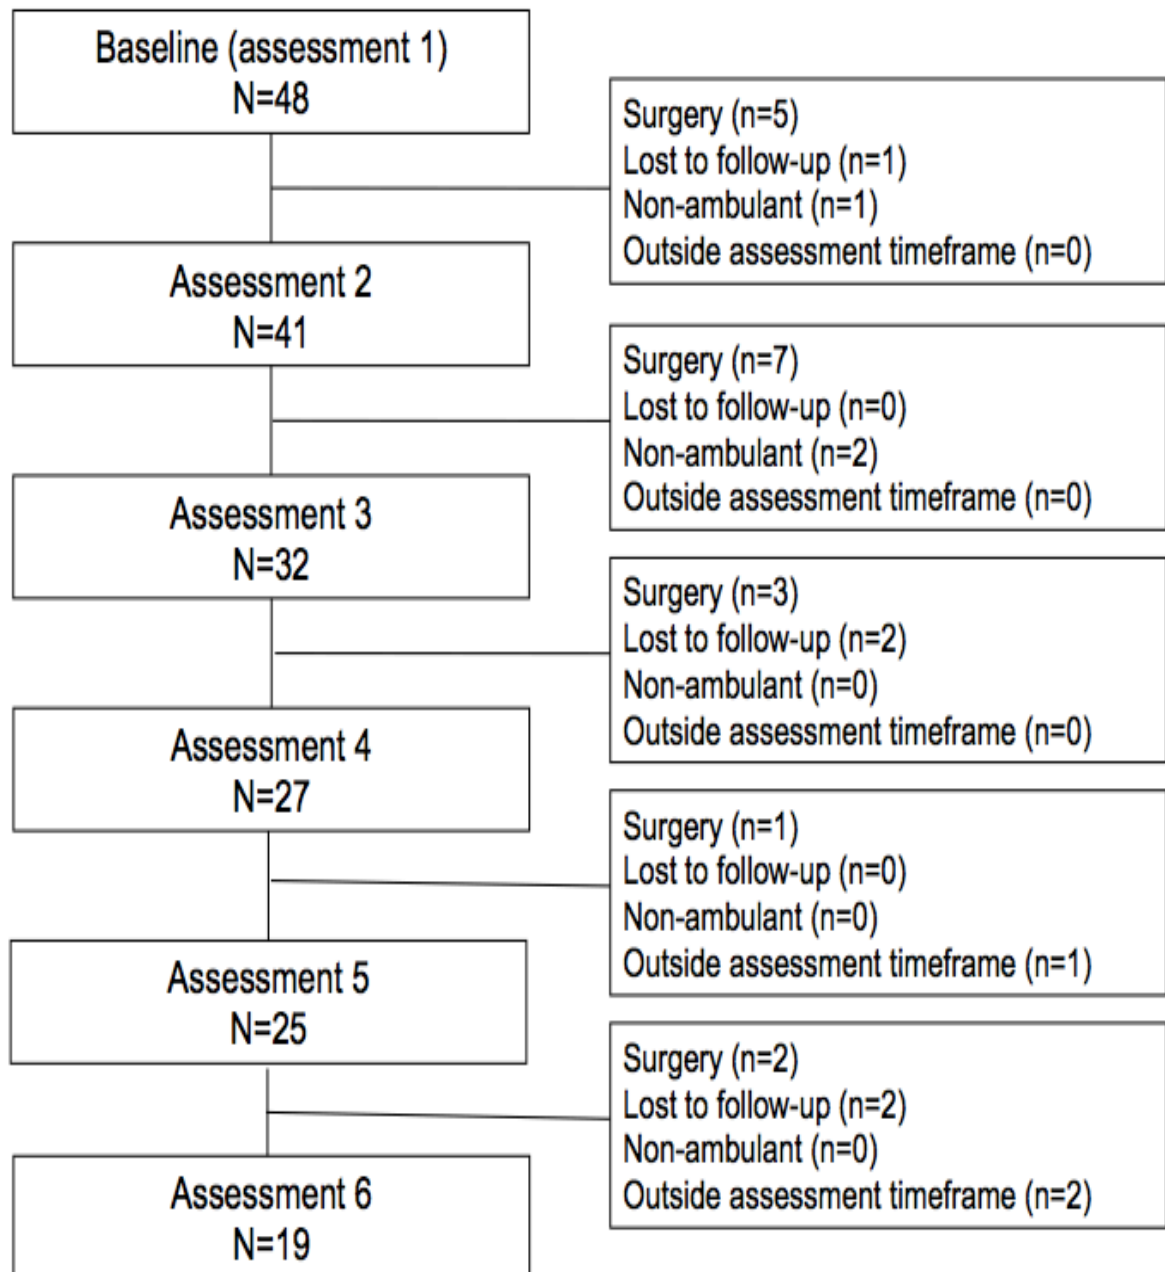 Baseline (assessment 1)
N=48
Surgery (n=5)
Lost to follow-up (n=1)
Non-ambulant (n=1)
Outside assessment timeframe (n=0)
Assessment 2
N=41
Surgery (n=7)
Lost to follow-up (n=0)
Non-ambulant (n=2)
Outside assessment timeframe (n=0)
Assessment 3
N=32
Surgery (n=3)
Lost to follow-up (n=2)
Non-ambulant (n=0)
Outside assessment timeframe (n=0)
Assessment 4
N=27
Surgery (n=1)
Lost to follow-up (n=0)
Non-ambulant (n=0)
Outside assessment timeframe (n=1)
Assessment 5
N=25
Surgery (n=2)
Lost to follow-up (n=2)
Non-ambulant (n=0)
Outside assessment timeframe (n=2)
Assessment 6
N=19